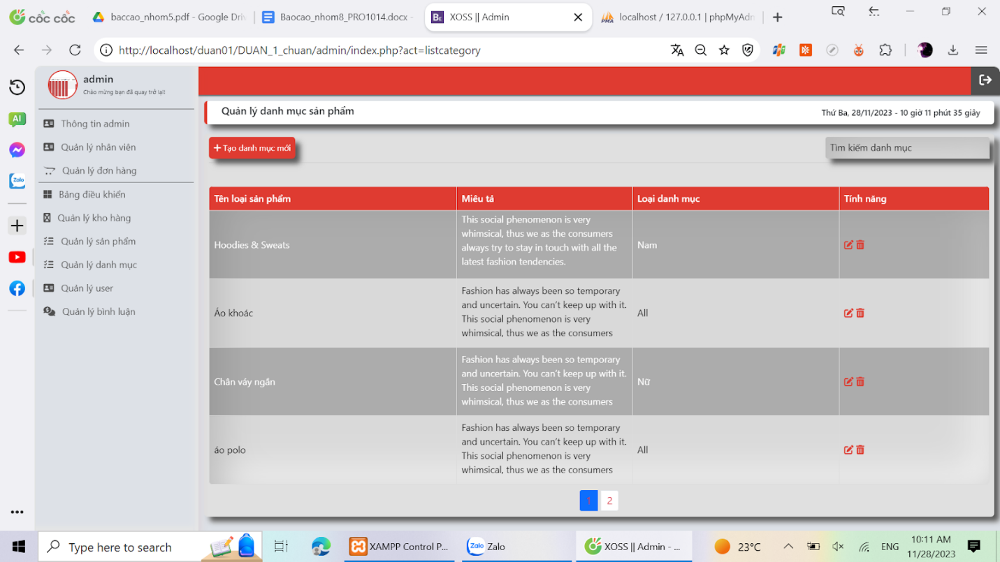 cốc cốc
baccao_nhom5.pdf - Google Driv
Baocao_nhom8_PRO1014.docx -
XOSS || Admin
localhost / 127.0.0.1 | phpMyAdm
http://localhost/duan01/DUAN_1_chuan/admin/index.php?act=listcategory
admin
Chào mừng bạn đã quay trở lại!
AI
Zalo
Thông tin admin
Quản lý nhân viên
Quản lý đơn hàng
Bảng điều khiển
Quản lý kho hàng
Quản lý sản phẩm
Quản lý danh mục
Quản lý user
Quản lý bình luận
Quản lý danh mục sản phẩm
Thứ Ba, 28/11/2023 - 10 giờ 11 phút 35 giây
Tạo danh mục mới
Tìm kiếm danh mục
Tên loại sản phẩm
Miêu tả
Loại danh mục
Tính năng
Hoodies & Sweats
This social phenomenon is very
whimsical, thus we as the consumers
always try to stay in touch with all the
latest fashion tendencies.
Nam
Áo khoác
Fashion has always been so temporary
and uncertain. You can’t keep up with it.
This social phenomenon is very
whimsical, thus we as the consumers
All
Chân váy ngắn
Fashion has always been so temporary
and uncertain. You can’t keep up with it.
This social phenomenon is very
whimsical, thus we as the consumers
Nữ
áo polo
Fashion has always been so temporary
and uncertain. You can’t keep up with it.
This social phenomenon is very
whimsical, thus we as the consumers
All
1
2
Type here to search
XAMPP Control P...
Zalo
Zalo
XOSS || Admin - ...
23°C
ENG
10:11 AM
11/28/2023